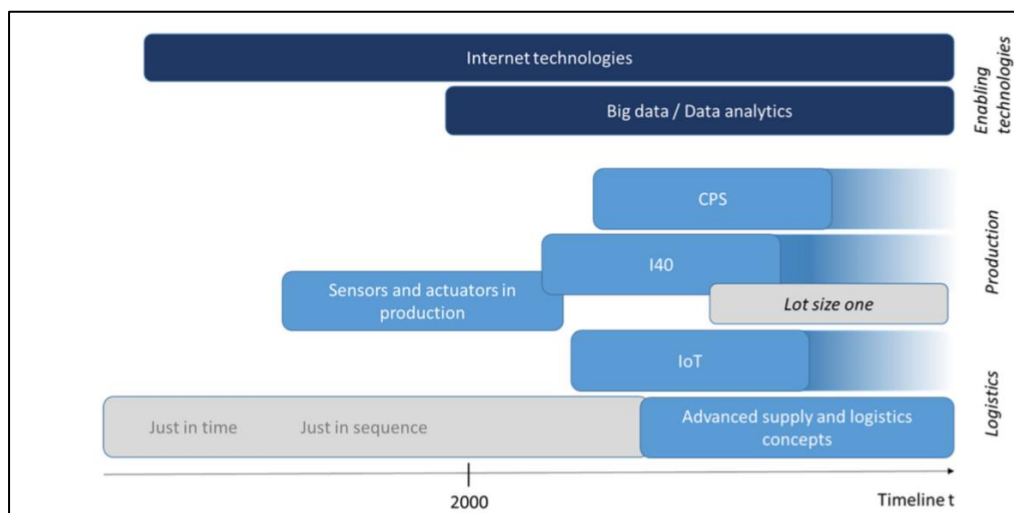 Internet technologies
Big data / Data analytics
Enabling
technologies
CPS
I40
Sensors and actuators in
production
Lot size one
Production
IoT
Just in time
Just in sequence
Advanced supply and logistics
concepts
Logistics
2000
Timeline t